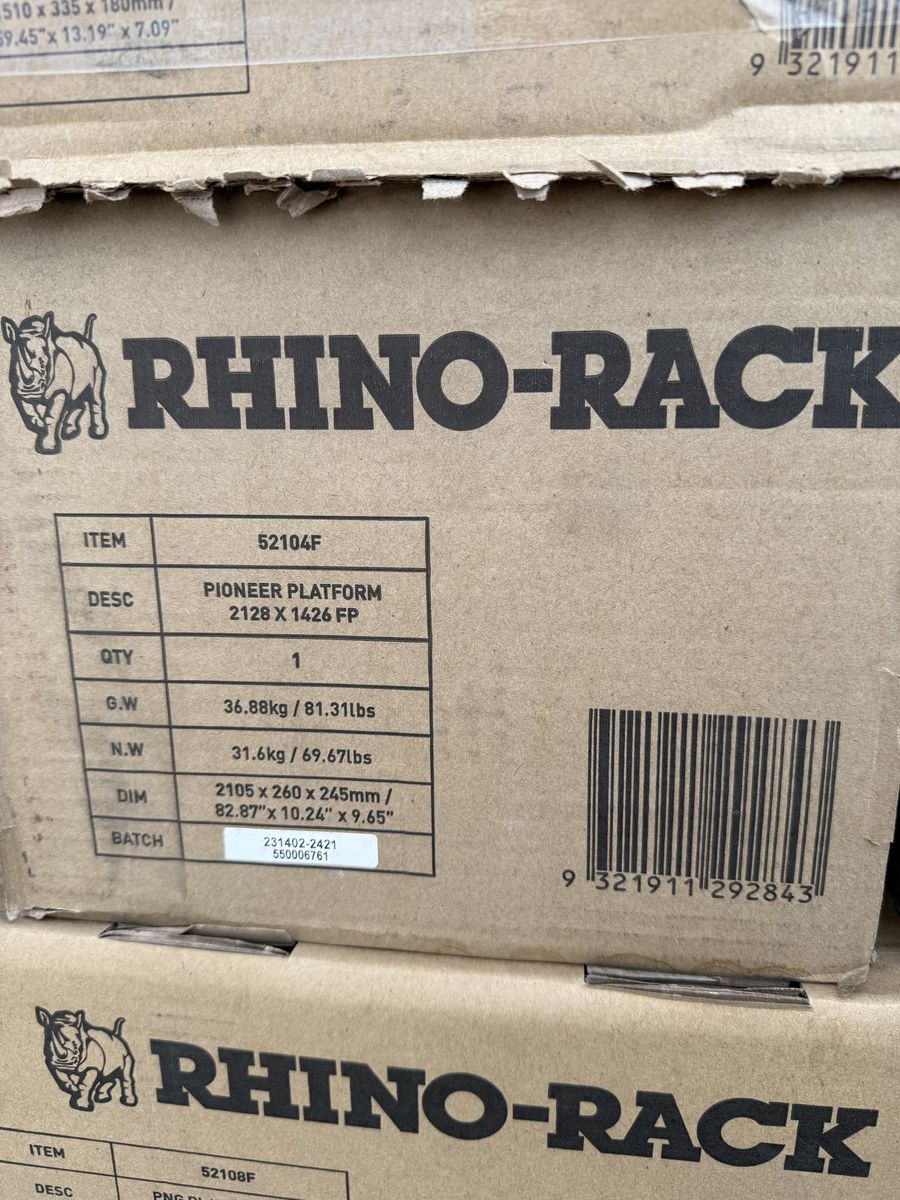 510 x 335 x 180mm /
59.45" x 13.19" x 7.09"
9 321911
RHINO-RACK
ITEM 52104F
DESC PIONEER PLATFORM
2128 X 1426 FP
QTY 1
G.W 36.88kg / 81.31lbs
N.W 31.6kg / 69.67lbs
DIM 2105 x 260 x 245mm /
82.87" x 10.24" x 9.65"
BATCH 231402-2421
550006761
9 321911 292843
RHINO-RACK
ITEM 52108F
DESC